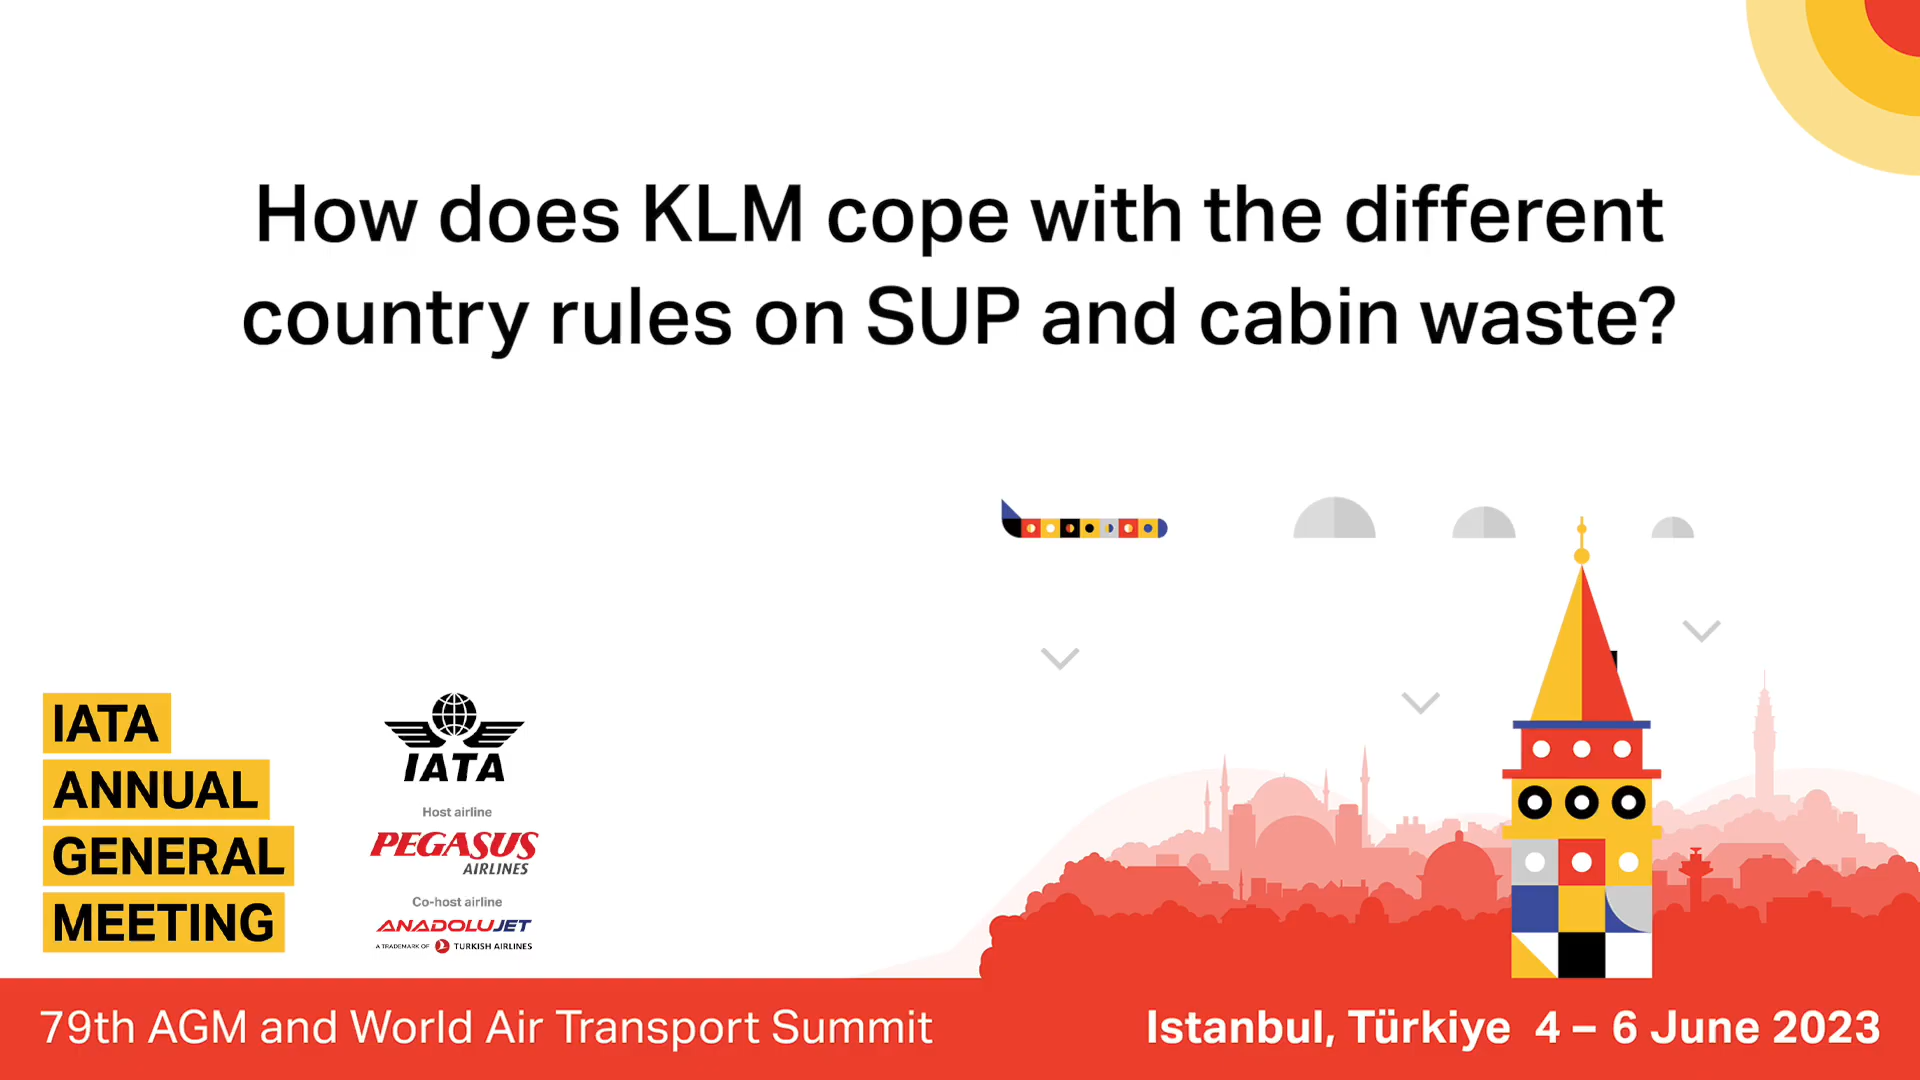 How does KLM cope with the different
country rules on SUP and cabin waste?
IATA
ANNUAL
GENERAL
MEETING
IATA
Host airline
PEGASUS
AIRLINES
Co-host airline
ANADOLUJET
A TRADEMARK OF TURKISH AIRLINES
79th AGM and World Air Transport Summit
Istanbul, Türkiye 4 – 6 June 2023